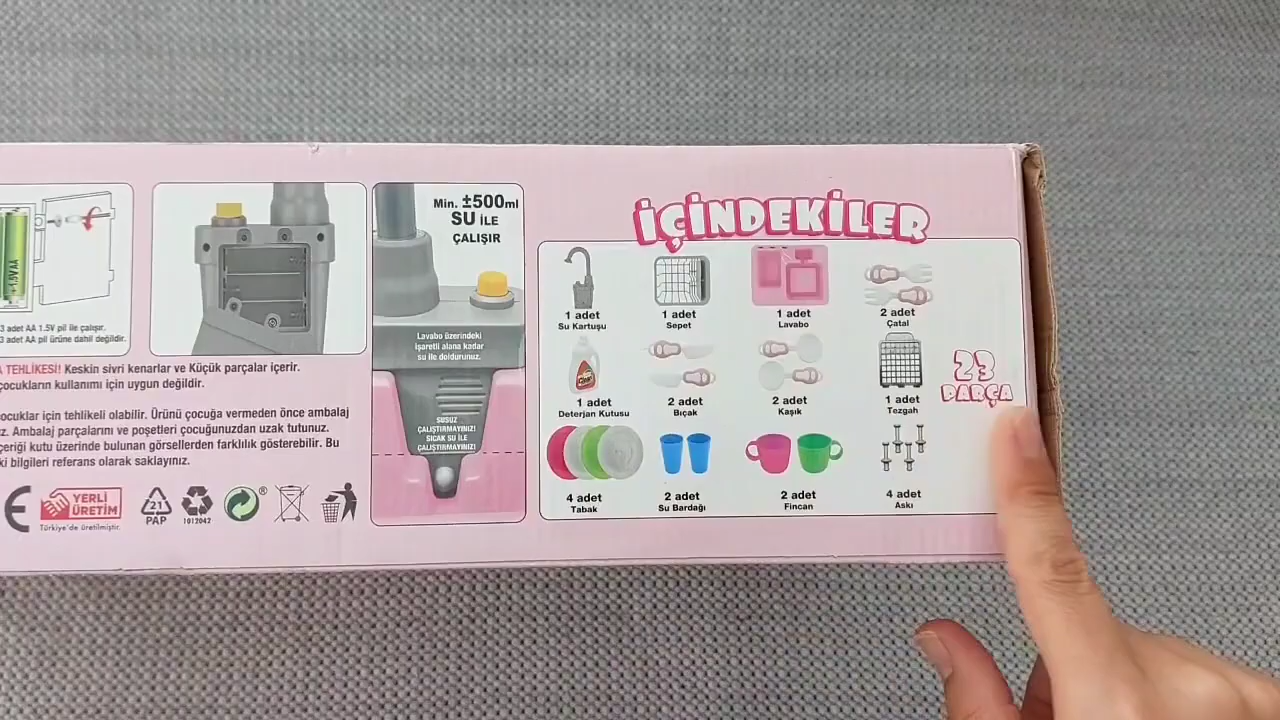 + 1.5V AA
3 adet AA 1.5V pil ile çalışır.
3 adet AA pil ürüne dahil değildir.
Min. ±500ml
SU İLE
ÇALIŞIR
Lavabo üzerindeki
işaretli alana kadar
su ile doldurunuz.
SUSUZ
ÇALIŞTIRMAYINIZ!
SICAK SU İLE
ÇALIŞTIRMAYINIZ!
A TEHLİKESİ! Keskin sivri kenarlar ve Küçük parçalar içerir.
çocukların kullanımı için uygun değildir.
ocuklar için tehlikeli olabilir. Ürünü çocuğa vermeden önce ambalaj
z. Ambalaj parçalarını ve poşetleri çocuğunuzdan uzak tutunuz.
çeriği kutu üzerinde bulunan görsellerden farklılık gösterebilir. Bu
ki bilgileri referans olarak saklayınız.
CE
YERLİ
ÜRETİM
Türkiye'de üretilmiştir.
21
PAP
1012042
®
İÇİNDEKİLER
1 adet
Su Kartuşu
1 adet
Sepet
1 adet
Lavabo
2 adet
Çatal
1 adet
Deterjan Kutusu
2 adet
Bıçak
2 adet
Kaşık
1 adet
Tezgah
23
PARÇA
4 adet
Tabak
2 adet
Su Bardağı
2 adet
Fincan
4 adet
Askı